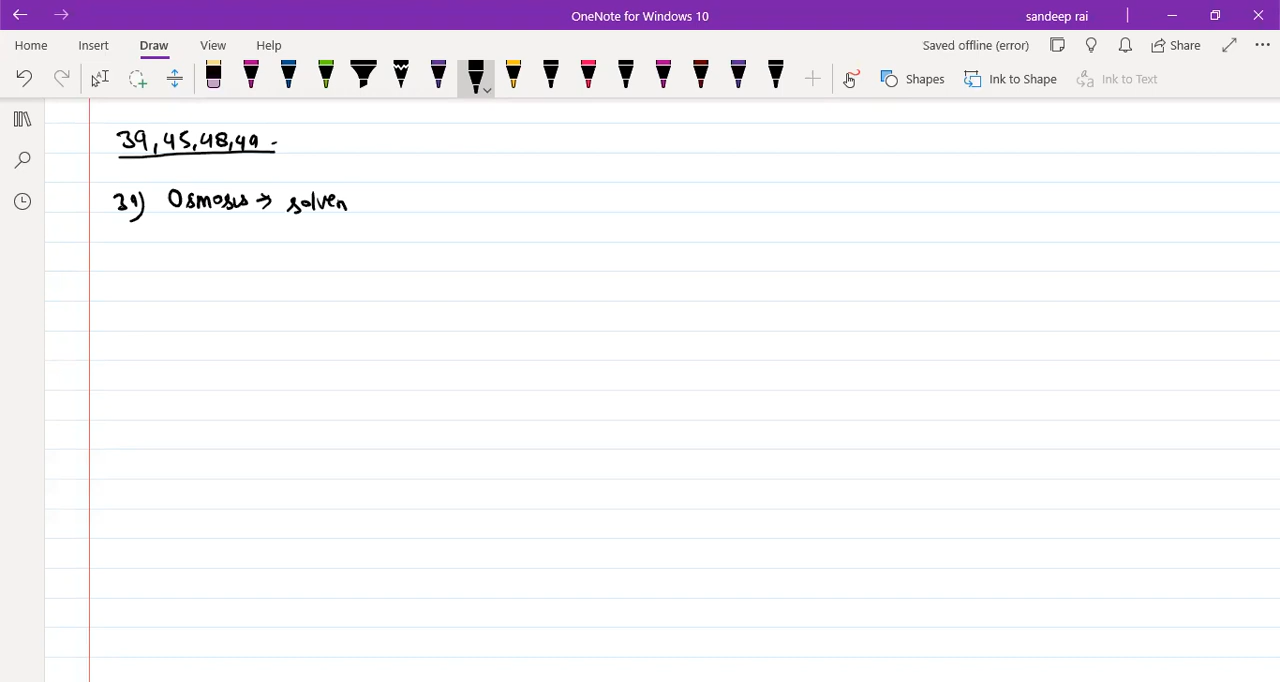 OneNote for Windows 10
sandeep rai
Home Insert Draw View Help
Saved offline (error) Share
Shapes Ink to Shape Ink to Text
39, 45, 48, 49 -
39) Osmosis → solven